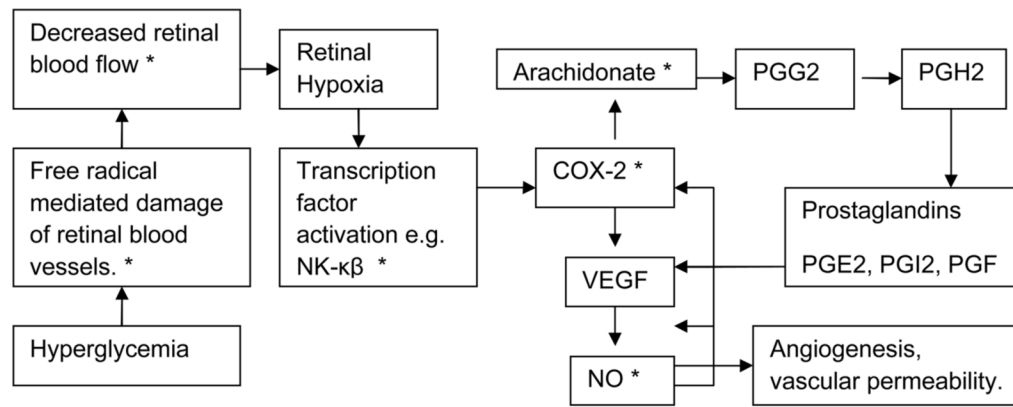 Decreased retinal
blood flow *
Retinal
Hypoxia
Arachidonate *
PGG2
PGH2
Free radical
mediated damage
of retinal blood
vessels. *
Transcription
factor
activation e.g.
NK-κβ *
COX-2 *
Prostaglandins
PGE2, PGI2, PGF
VEGF
Hyperglycemia
NO *
Angiogenesis,
vascular permeability.